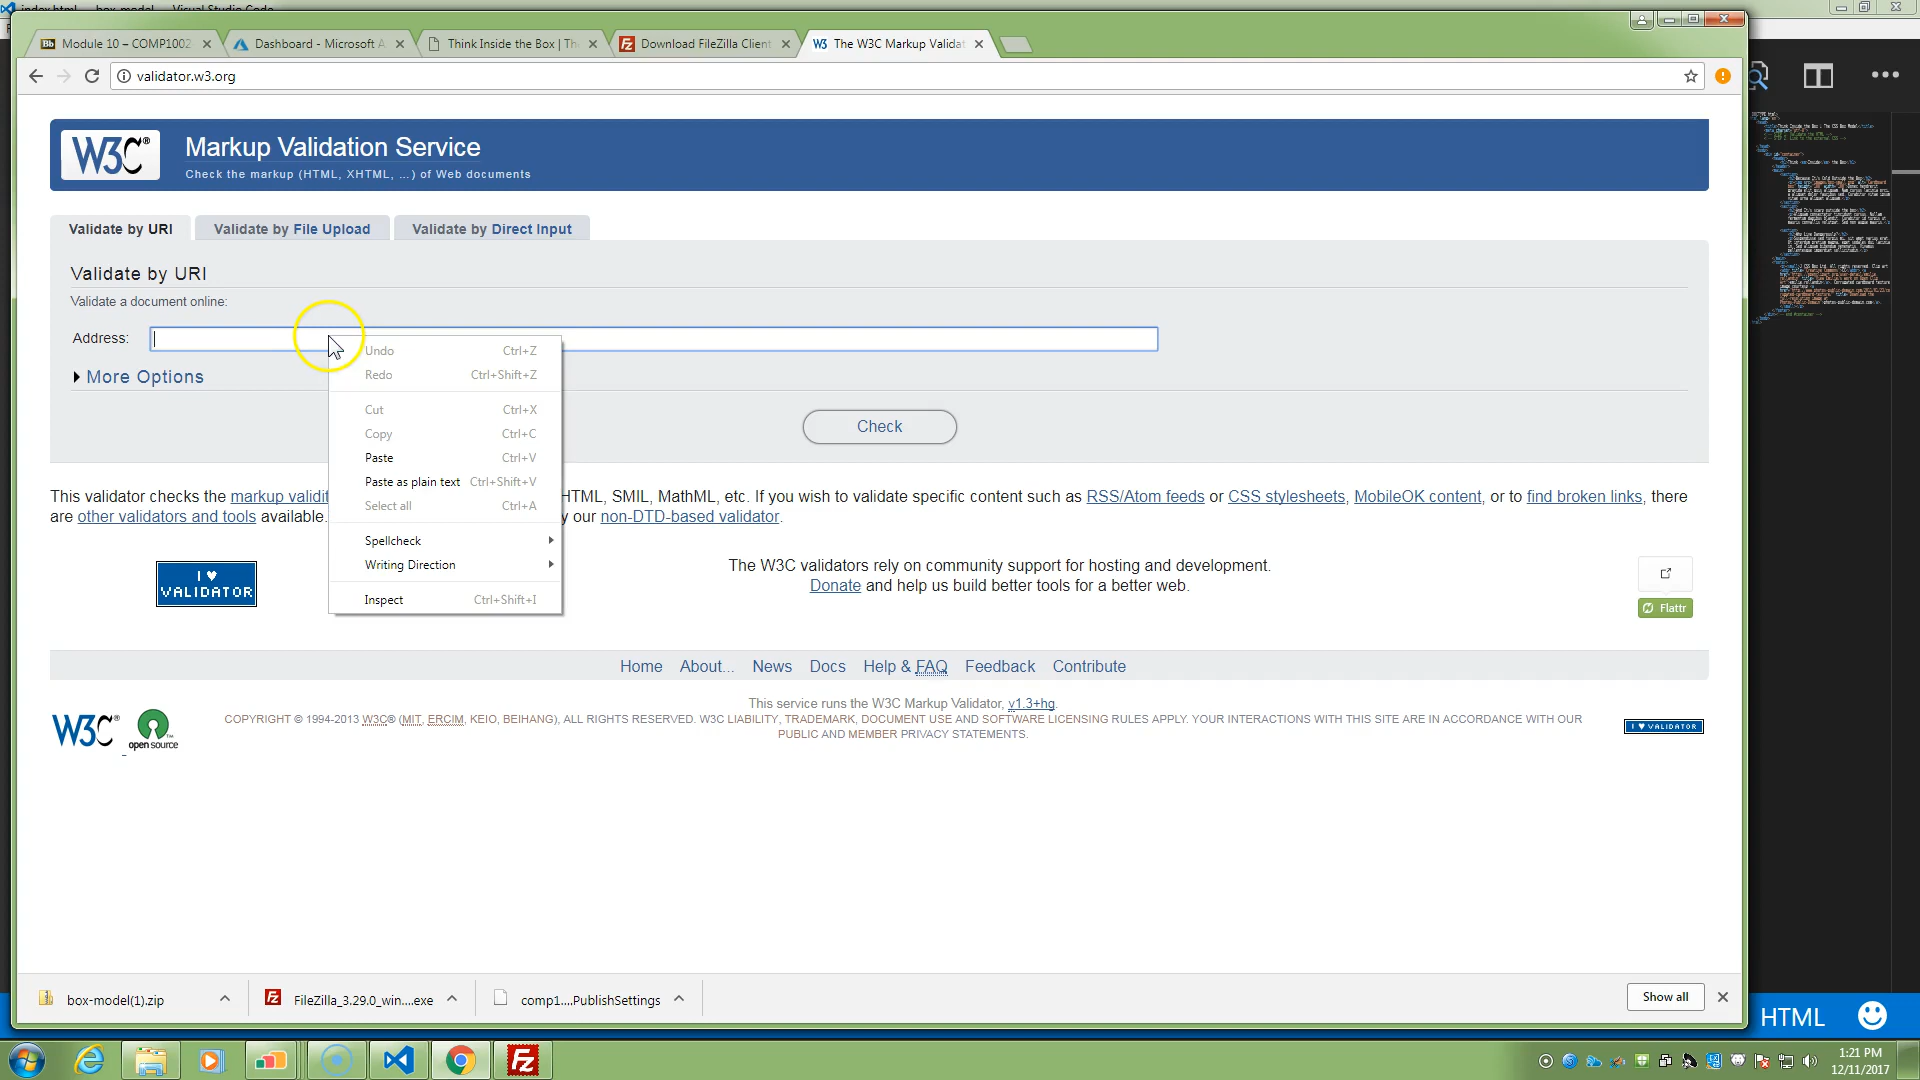 index.html - box-model - Visual Studio Code
Module 10 – COMP1002
Dashboard - Microsoft A
Think Inside the Box | The
Download FileZilla Client
W3 The W3C Markup Validat
validator.w3.org
W3C®
Markup Validation Service
Check the markup (HTML, XHTML, …) of Web documents
Validate by URI
Validate by File Upload
Validate by Direct Input
Validate by URI
Validate a document online:
Address:
More Options
Undo Ctrl+Z
Redo Ctrl+Shift+Z
Cut Ctrl+X
Copy Ctrl+C
Paste Ctrl+V
Paste as plain text Ctrl+Shift+V
Select all Ctrl+A
Spellcheck
Writing Direction
Inspect Ctrl+Shift+I
Check
This validator checks the markup validit HTML, SMIL, MathML, etc. If you wish to validate specific content such as RSS/Atom feeds or CSS stylesheets, MobileOK content, or to find broken links, there
are other validators and tools available. y our non-DTD-based validator.
I ♥
VALIDATOR
The W3C validators rely on community support for hosting and development.
Donate and help us build better tools for a better web.
Flattr
Home About... News Docs Help & FAQ Feedback Contribute
This service runs the W3C Markup Validator, v1.3+hg.
W3C®
open source
COPYRIGHT © 1994-2013 W3C® (MIT, ERCIM, KEIO, BEIHANG), ALL RIGHTS RESERVED. W3C LIABILITY, TRADEMARK, DOCUMENT USE AND SOFTWARE LICENSING RULES APPLY. YOUR INTERACTIONS WITH THIS SITE ARE IN ACCORDANCE WITH OUR
PUBLIC AND MEMBER PRIVACY STATEMENTS.
I ♥ VALIDATOR
box-model(1).zip
FileZilla_3.29.0_win....exe
comp1....PublishSettings
Show all
HTML
1:21 PM
12/11/2017